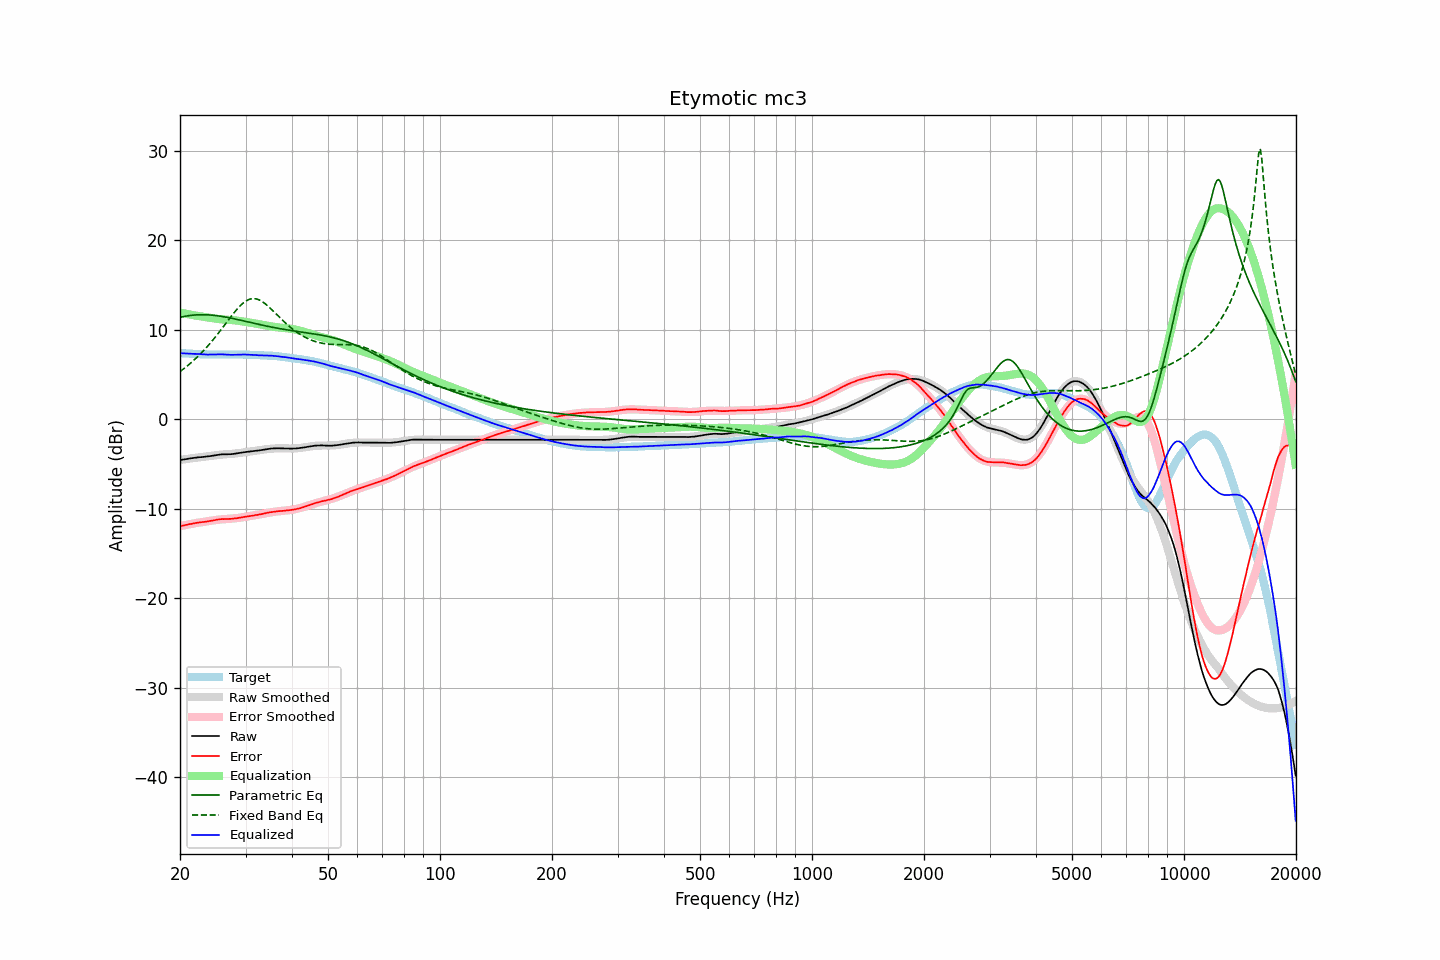 Etymotic mc3
Amplitude (dBr)
30
20
10
0
−10
−20
−30
−40
Target
Raw Smoothed
Error Smoothed
Raw
Error
Equalization
Parametric Eq
Fixed Band Eq
Equalized
20 50 100 200 500 1000 2000 5000 10000 20000
Frequency (Hz)